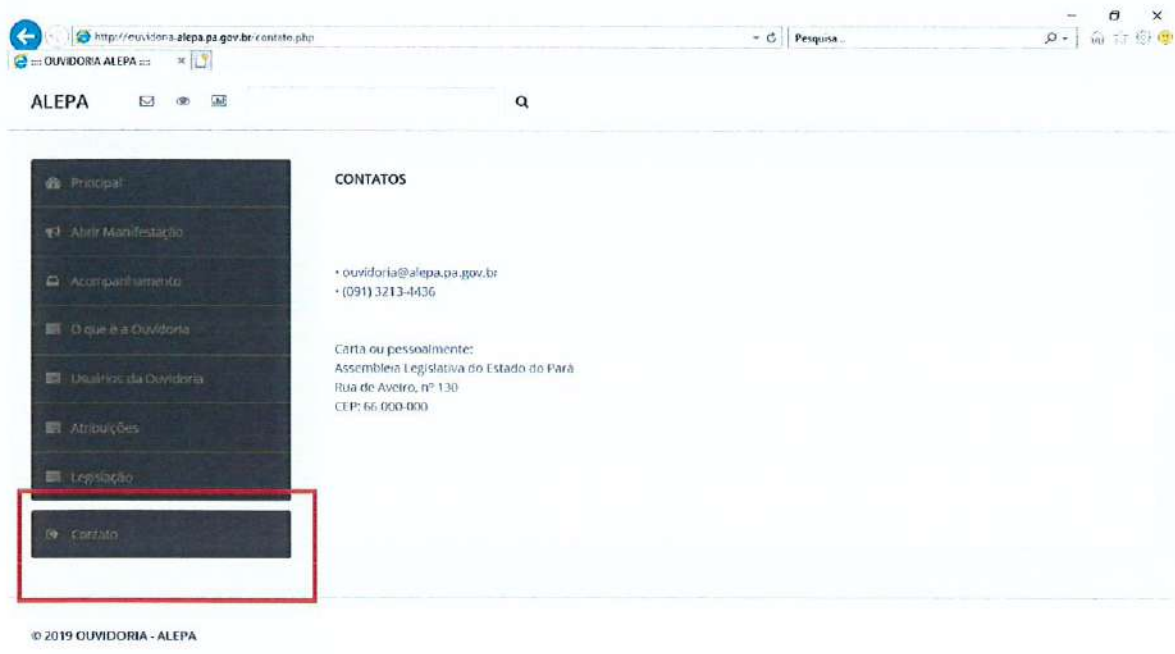 http://ouvidoria.alepa.pa.gov.br/contato.php
Pesquisa...
::: OUVIDORIA ALEPA :::
ALEPA
Principal
Abrir Manifestação
Acompanhamento
O que é a Ouvidoria
Usuários da Ouvidoria
Atribuições
Legislação
Contato
CONTATOS
• ouvidoria@alepa.pa.gov.br
• (091) 3213-4436
Carta ou pessoalmente:
Assembleia Legislativa do Estado do Pará
Rua de Aveiro, nº 130
CEP: 66.000-000
© 2019 OUVIDORIA - ALEPA